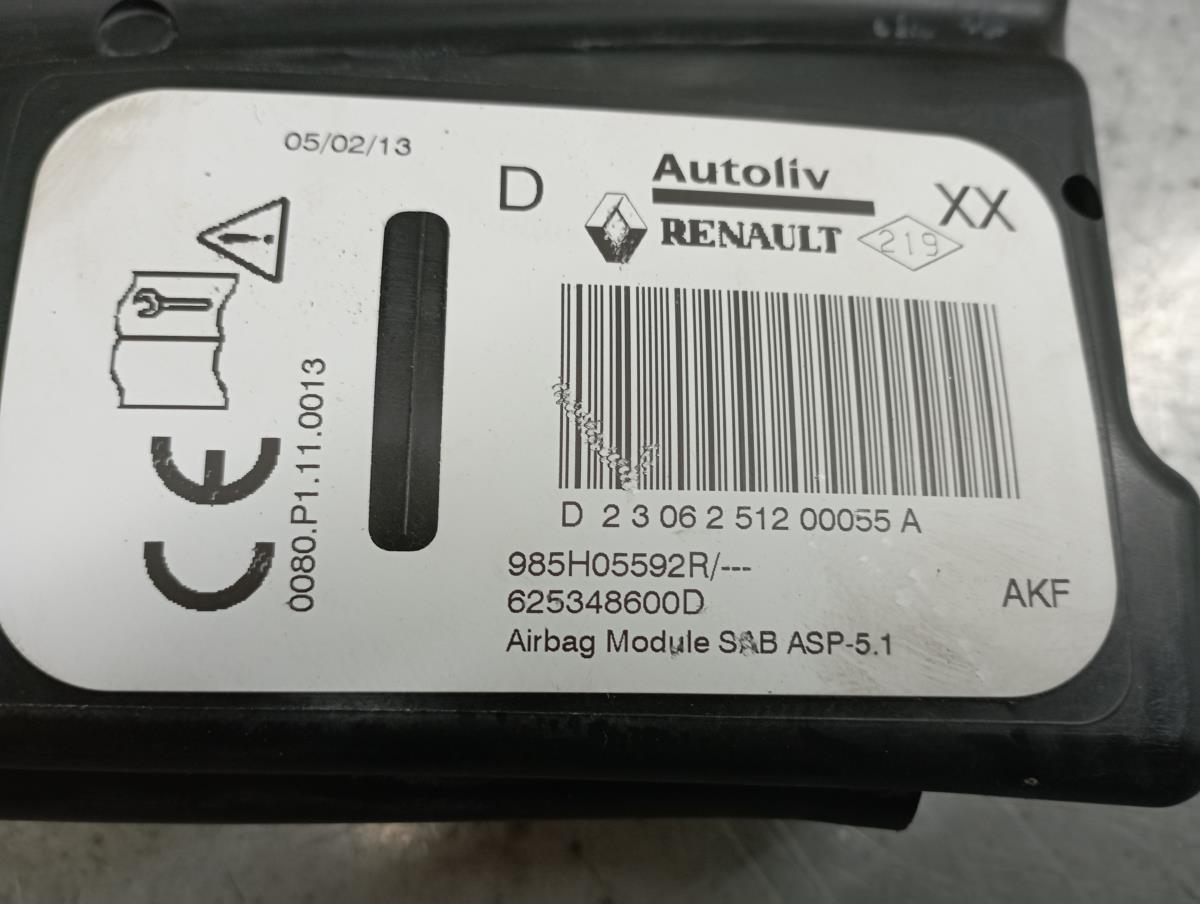 05/02/13
D
Autoliv
RENAULT
219
XX
CE
0080.P1.11.0013
D 2 3 06 2 512 00055 A
985H05592R/---
625348600D
AKF
Airbag Module SAB ASP-5.1